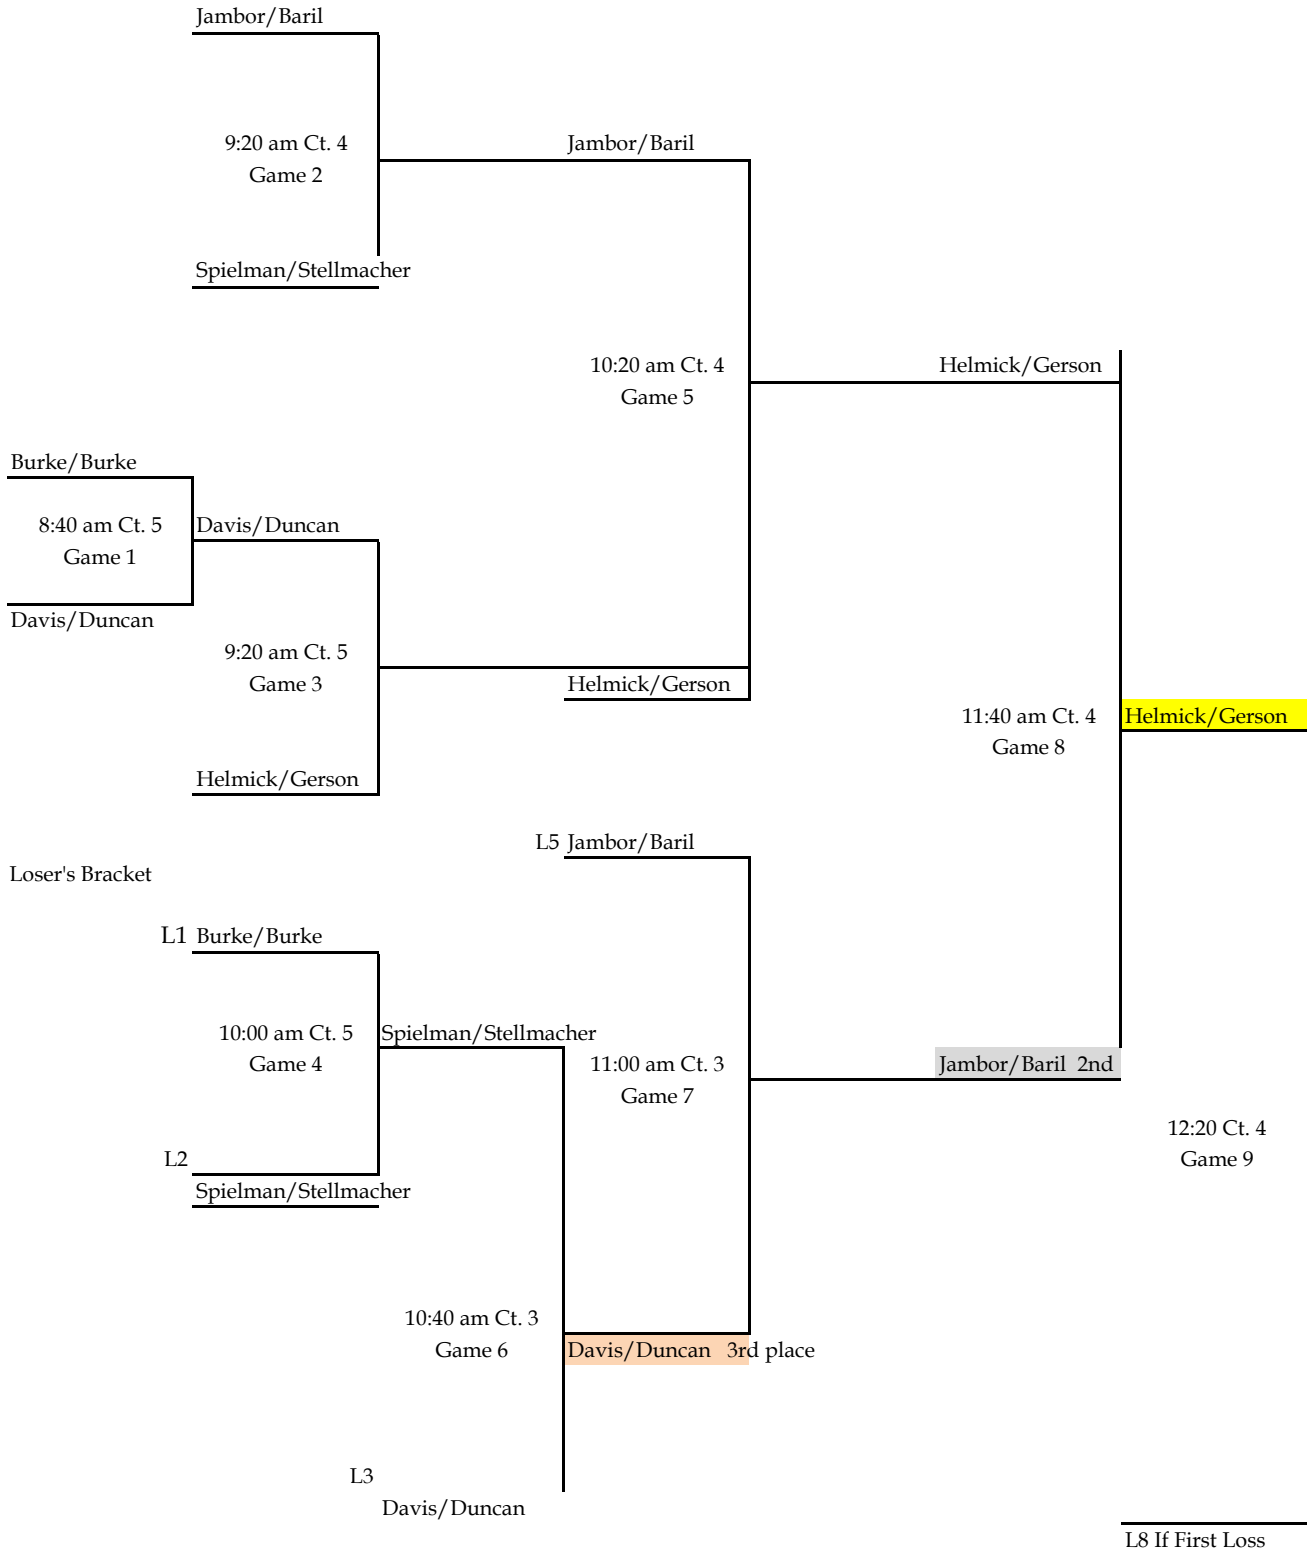 Jambor/Baril
9:20 am Ct. 4
Game 2
Jambor/Baril
Spielman/Stellmacher
10:20 am Ct. 4
Game 5
Helmick/Gerson
Burke/Burke
8:40 am Ct. 5
Game 1
Davis/Duncan
Davis/Duncan
9:20 am Ct. 5
Game 3
Helmick/Gerson
11:40 am Ct. 4
Game 8
Helmick/Gerson
Helmick/Gerson
L5 Jambor/Baril
Loser's Bracket
L1 Burke/Burke
10:00 am Ct. 5
Game 4
Spielman/Stellmacher
11:00 am Ct. 3
Game 7
Jambor/Baril 2nd
12:20 Ct. 4
Game 9
L2
Spielman/Stellmacher
10:40 am Ct. 3
Game 6
Davis/Duncan 3rd place
L3
Davis/Duncan
L8 If First Loss